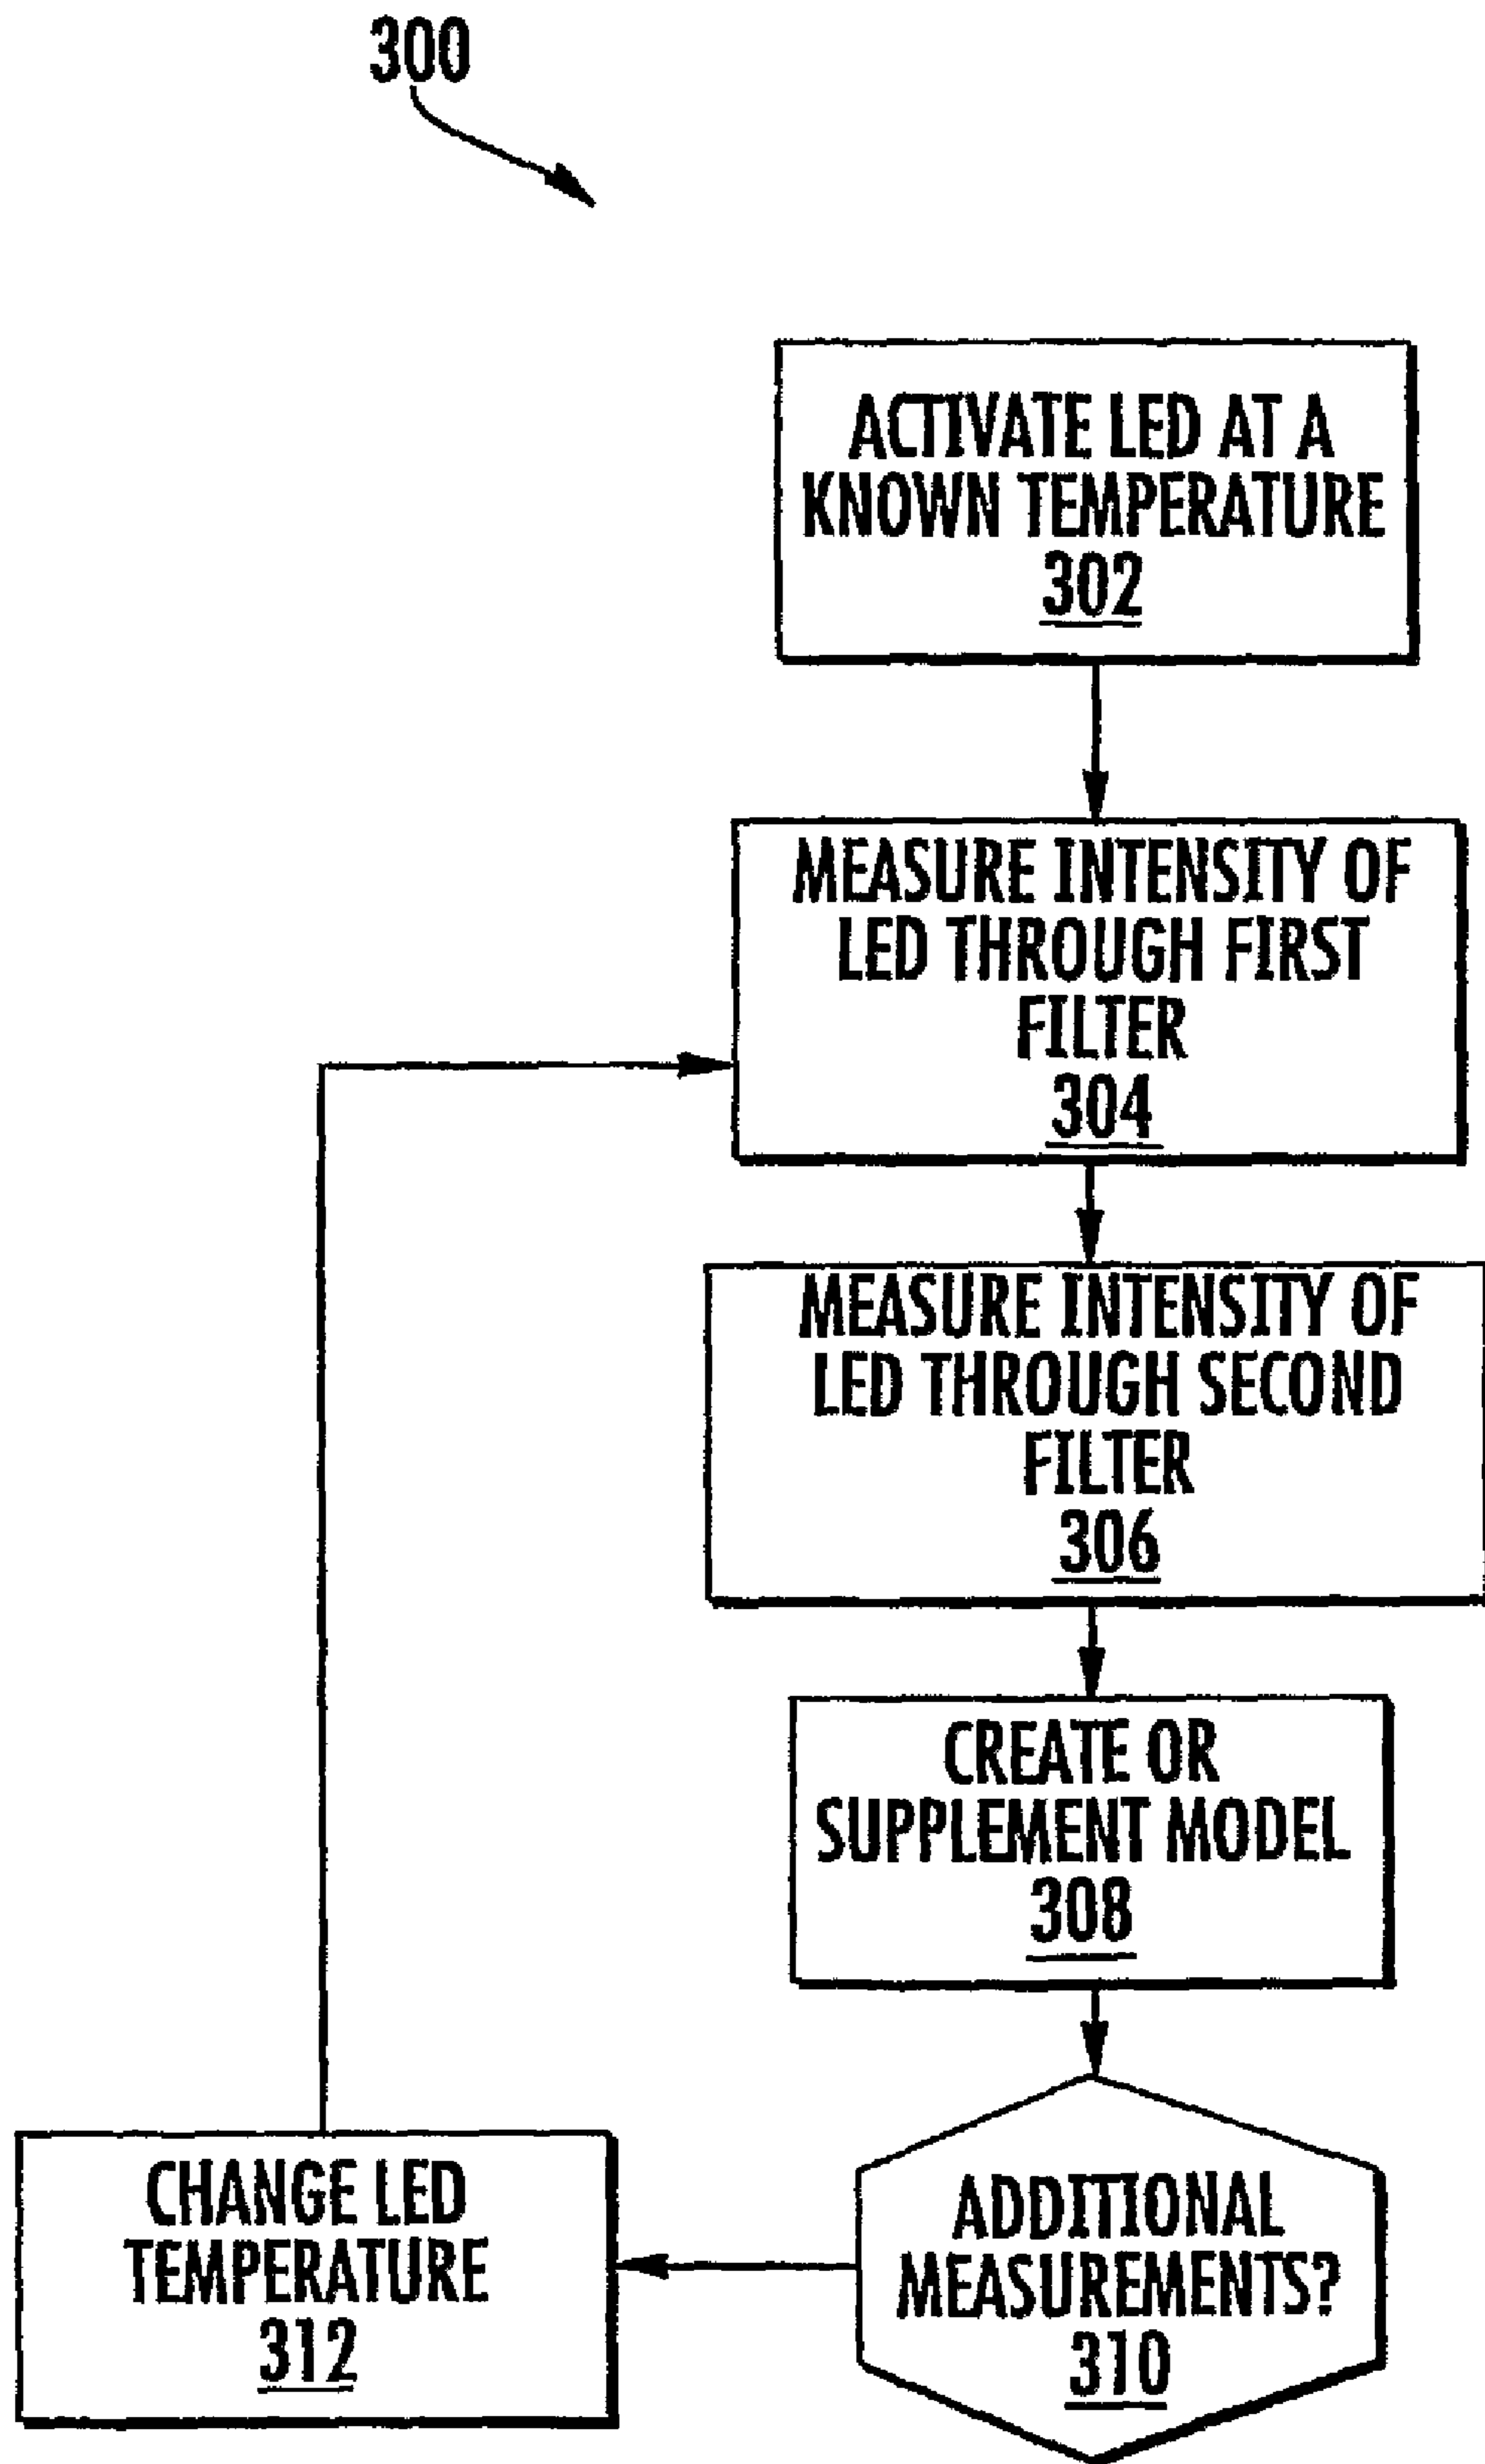 300
ACTIVATE LED AT A
KNOWN TEMPERATURE
302
MEASURE INTENSITY OF
LED THROUGH FIRST
FILTER
304
MEASURE INTENSITY OF
LED THROUGH SECOND
FILTER
306
CREATE OR
SUPPLEMENT MODEL
308
ADDITIONAL
MEASUREMENTS?
310
CHANGE LED
TEMPERATURE
312